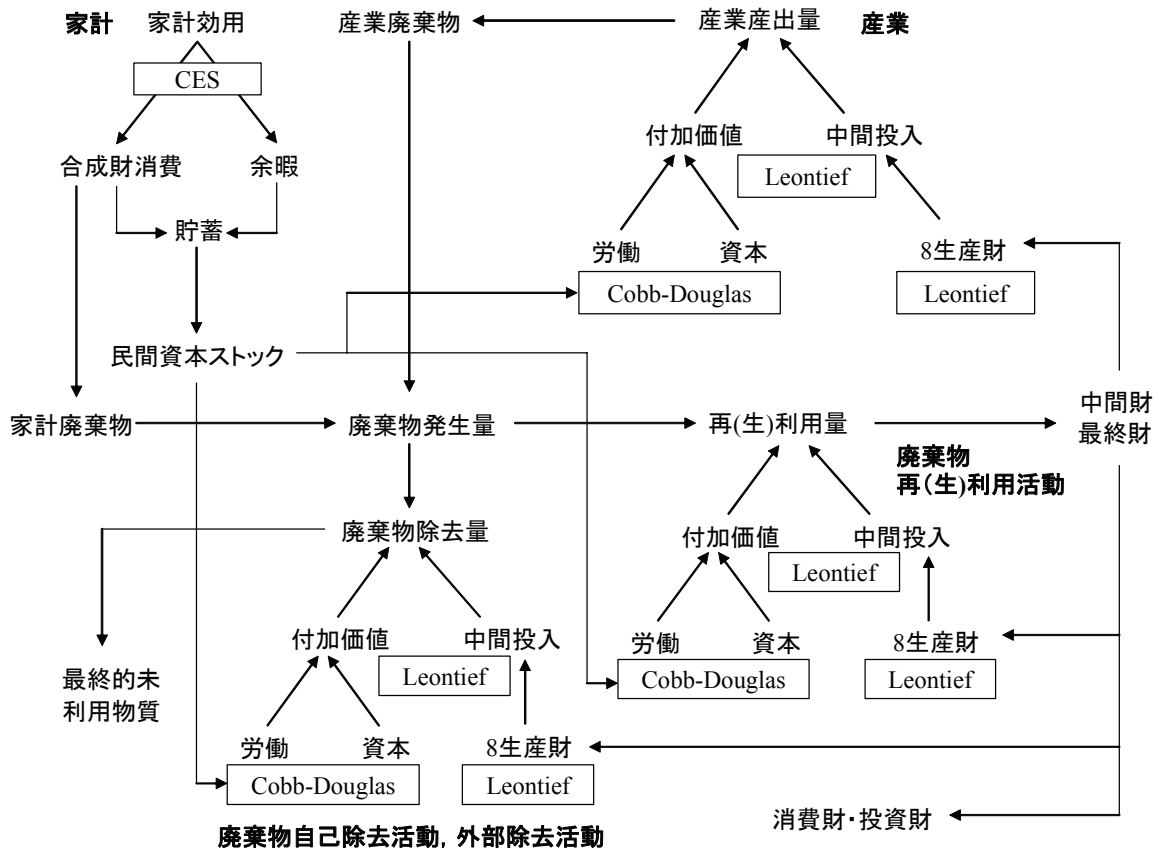 家計
家計効用
産業廃棄物
産業産出量
産業
CES
付加価値
中間投入
合成財消費
余暇
Leontief
貯蓄
労働
資本
8生産財
Cobb-Douglas
Leontief
民間資本ストック
家計廃棄物
廃棄物発生量
再(生)利用量
中間財
最終財
廃棄物
再(生)利用活動
廃棄物除去量
付加価値
中間投入
Leontief
付加価値
中間投入
労働
資本
8生産財
Leontief
Cobb-Douglas
Leontief
最終的未
利用物質
労働
資本
8生産財
Cobb-Douglas
Leontief
消費財・投資財
廃棄物自己除去活動, 外部除去活動